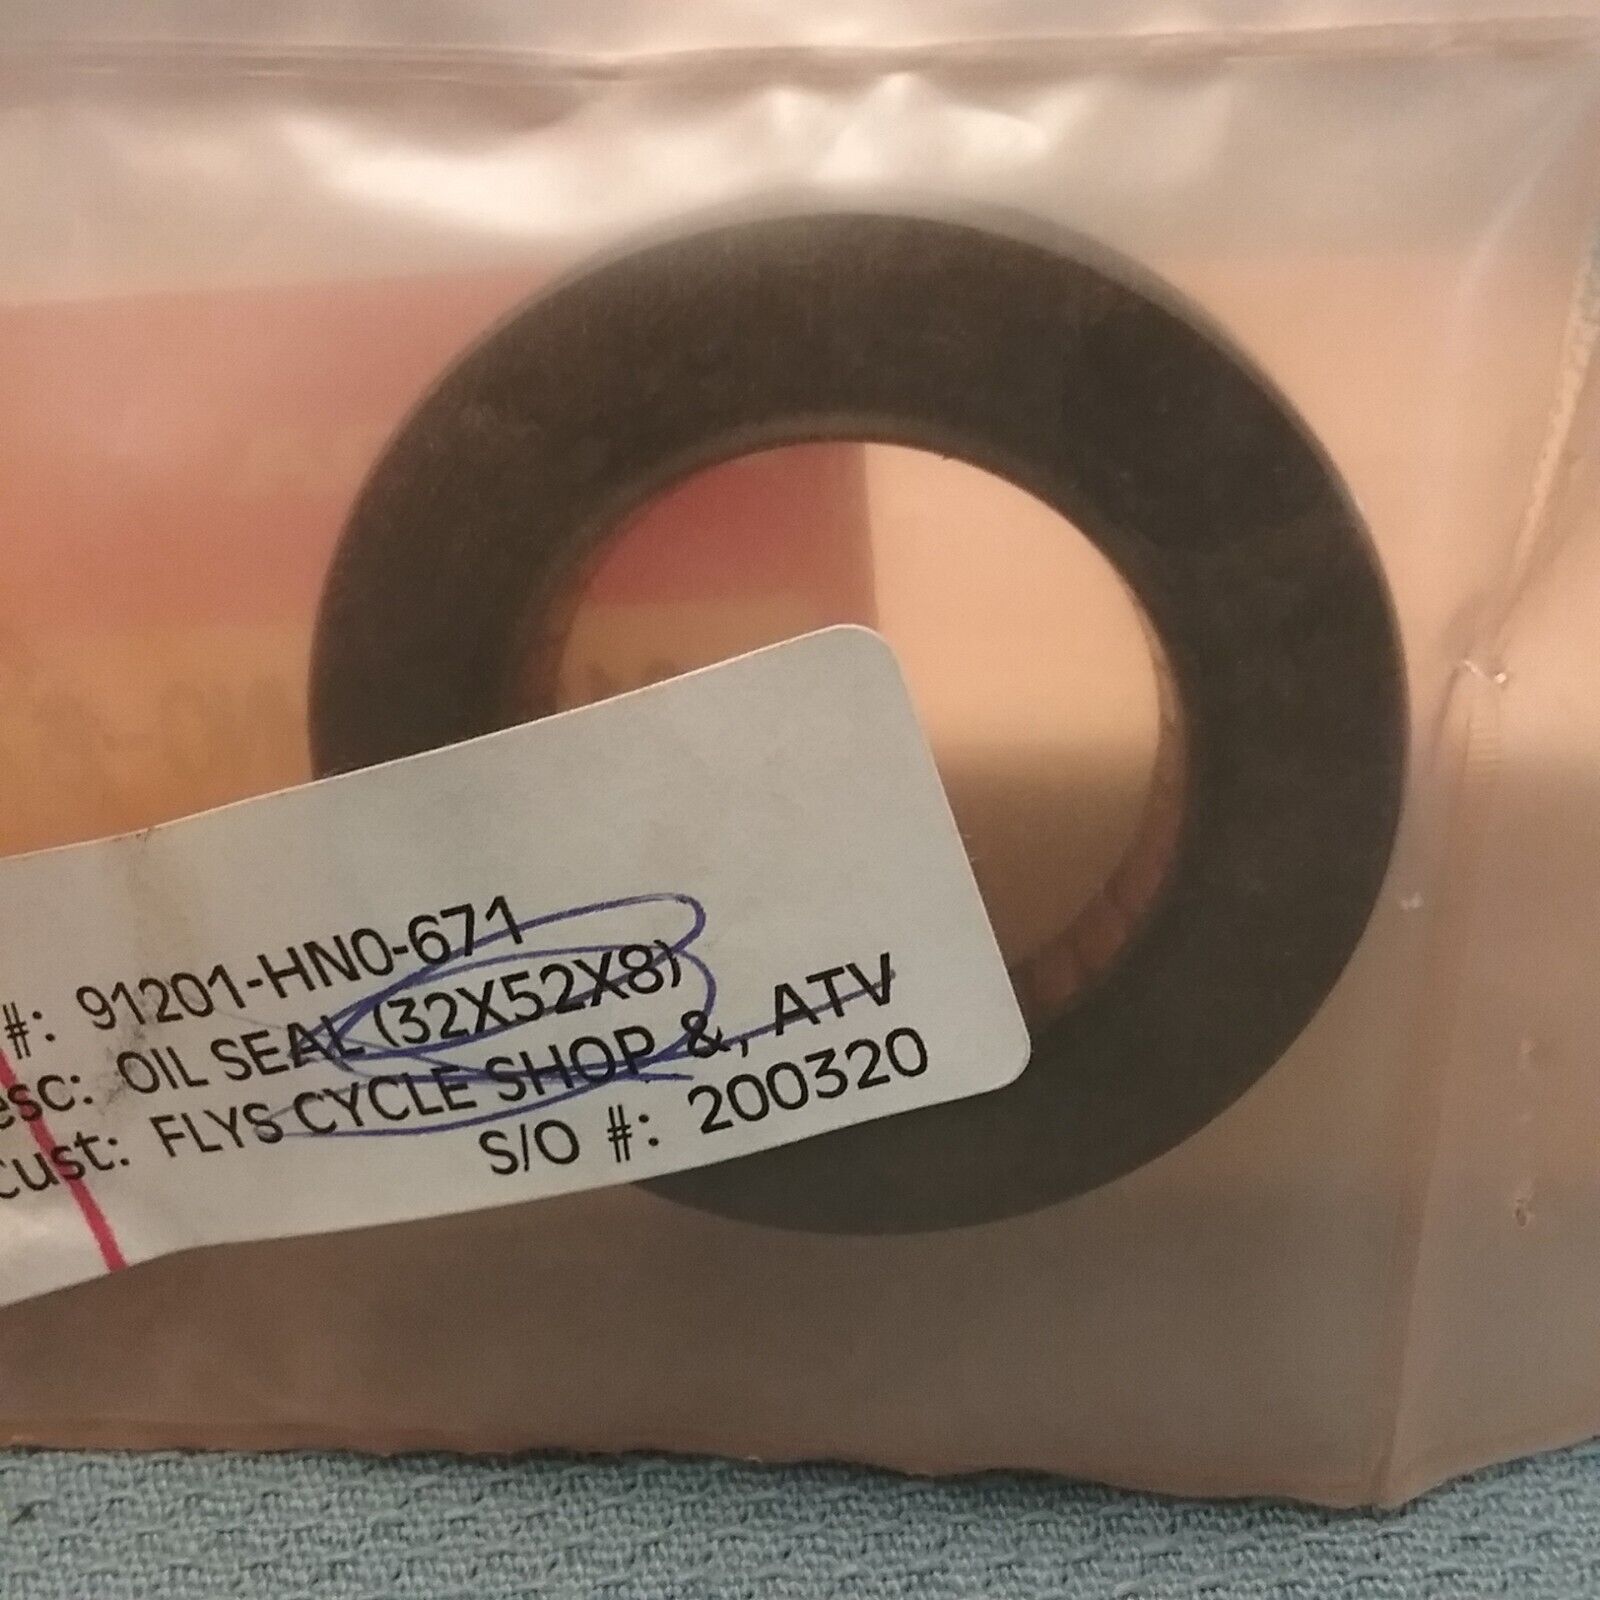 #: 91201-HN0-671
esc: OIL SEAL (32X52X8)
Cust: FLYS CYCLE SHOP &, ATV
S/O #: 200320